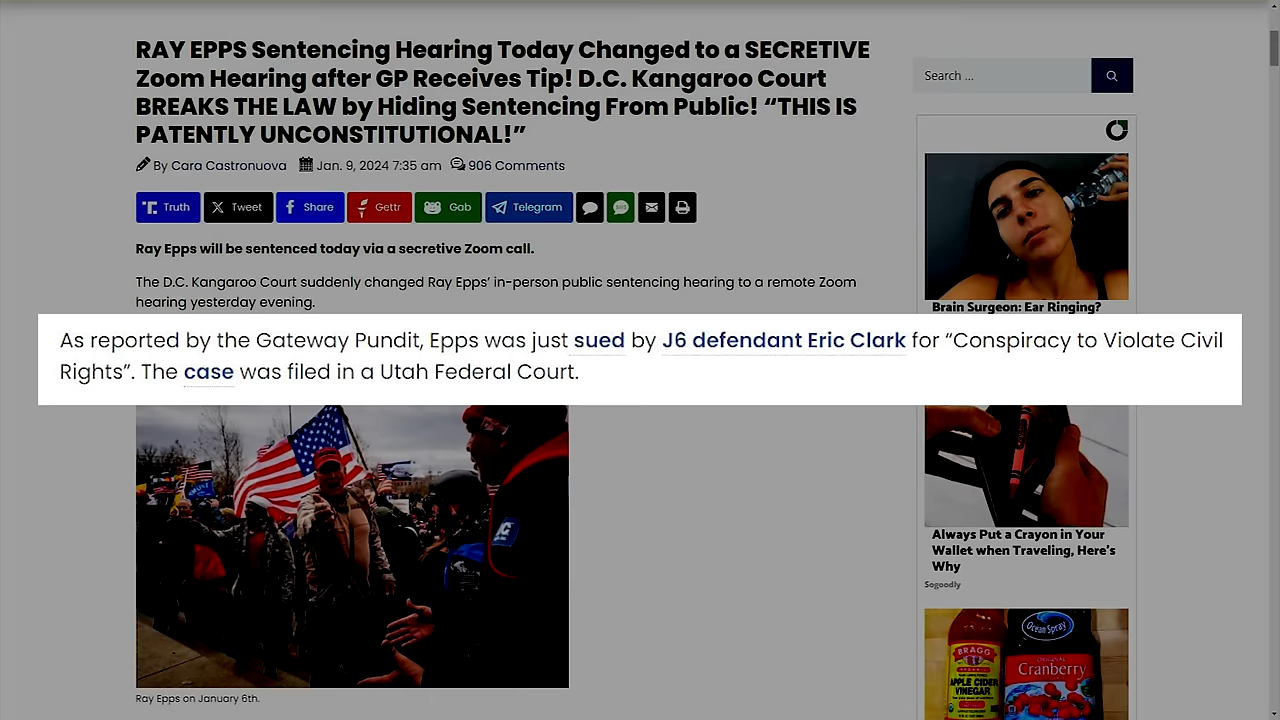 RAY EPPS Sentencing Hearing Today Changed to a SECRETIVE
Zoom Hearing after GP Receives Tip! D.C. Kangaroo Court
BREAKS THE LAW by Hiding Sentencing From Public! “THIS IS
PATENTLY UNCONSTITUTIONAL!”
By Cara Castronuova Jan. 9, 2024 7:35 am 906 Comments
Truth Tweet Share Gettr Gab Telegram
Ray Epps will be sentenced today via a secretive Zoom call.
The D.C. Kangaroo Court suddenly changed Ray Epps’ in-person public sentencing hearing to a remote Zoom
hearing yesterday evening.
As reported by the Gateway Pundit, Epps was just sued by J6 defendant Eric Clark for “Conspiracy to Violate Civil
Rights”. The case was filed in a Utah Federal Court.
Ray Epps on January 6th
Search ...
Brain Surgeon: Ear Ringing?
Always Put a Crayon in Your
Wallet when Traveling, Here's
Why
Sogoodly
BRAGG
APPLE CIDER
VINEGAR
Ocean Spray
Cranberry